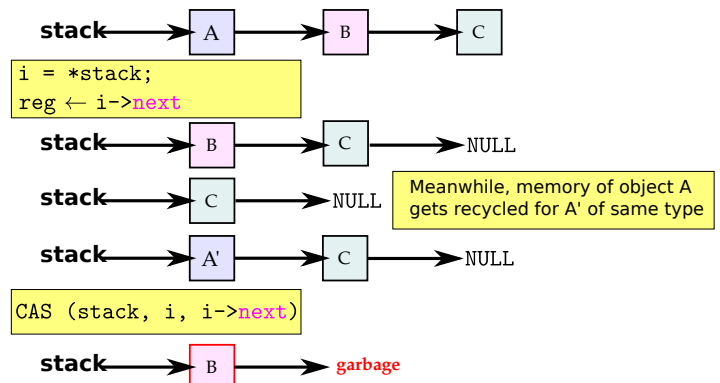 stack A B C
i = *stack;
reg ← i->next
stack B C NULL
stack C NULL
Meanwhile, memory of object A
gets recycled for A' of same type
stack A' C NULL
CAS (stack, i, i->next)
stack B garbage